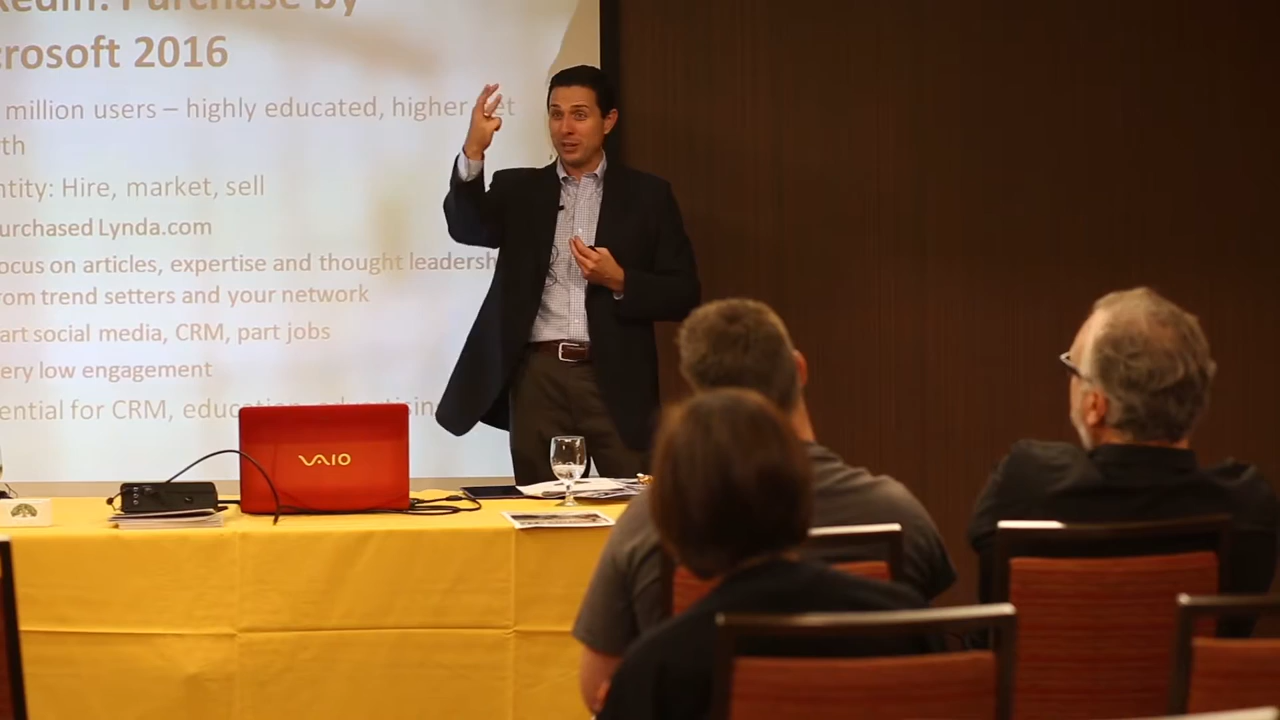 kedIn: Purchase by
crosoft 2016
million users – highly educated, higher net
th
ntity: Hire, market, sell
urchased Lynda.com
ocus on articles, expertise and thought leadersh
rom trend setters and your network
art social media, CRM, part jobs
ery low engagement
ential for CRM, education, advertising
VAIO